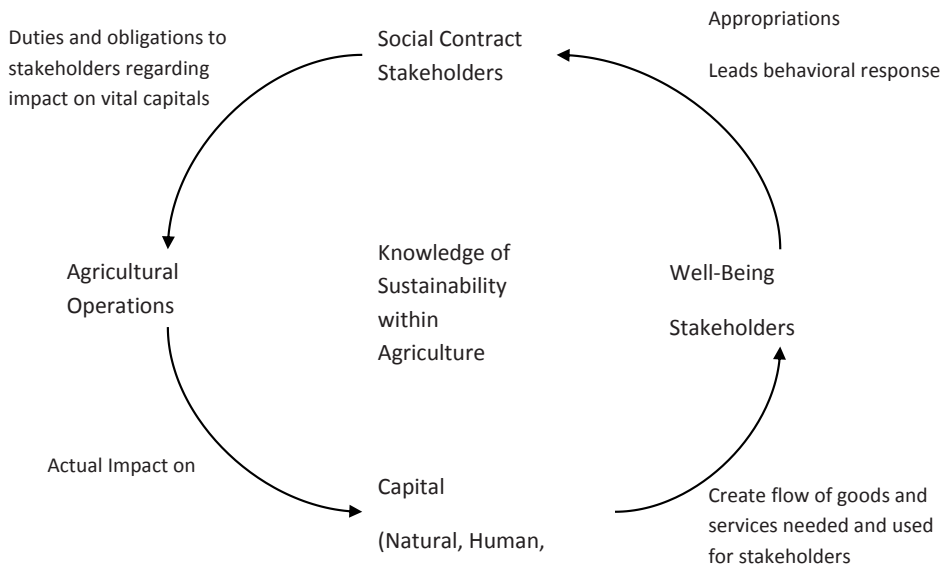 Duties and obligations to
stakeholders regarding
impact on vital capitals
Social Contract
Stakeholders
Appropriations
Leads behavioral response
Agricultural
Operations
Knowledge of
Sustainability
within
Agriculture
Well-Being
Stakeholders
Actual Impact on
Capital
(Natural, Human,
Create flow of goods and
services needed and used
for stakeholders